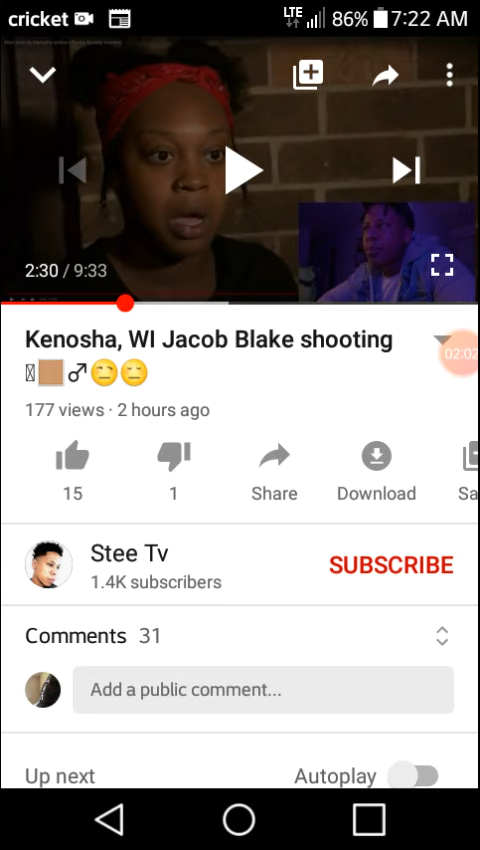 cricket LTE 86% 7:22 AM
2:30 / 9:33
Kenosha, WI Jacob Blake shooting
🏽♂😒😔
02:02
177 views · 2 hours ago
15 1 Share Download Sa
Stee Tv
1.4K subscribers
SUBSCRIBE
Comments 31
Add a public comment...
Up next Autoplay